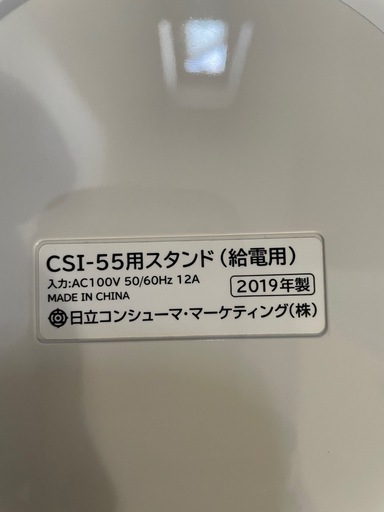 CSI-55用スタンド(給電用)
入力:AC100V 50/60Hz 12A
MADE IN CHINA
2019年製
日立コンシューマ・マーケティング(株)